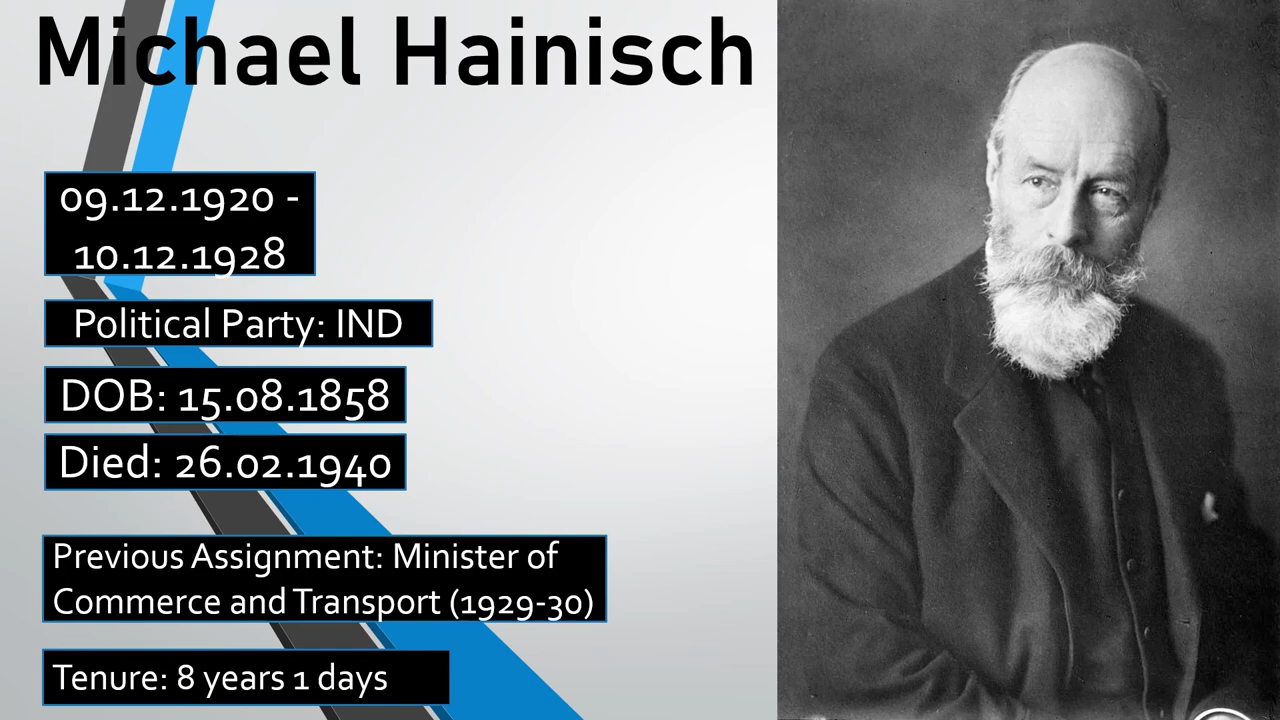 Michael Hainisch
09.12.1920 -
10.12.1928
Political Party: IND
DOB: 15.08.1858
Died: 26.02.1940
Previous Assignment: Minister of
Commerce and Transport (1929-30)
Tenure: 8 years 1 days